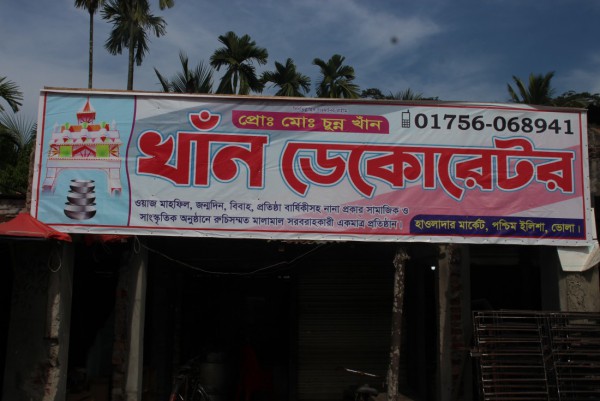 প্রোঃ মোঃ চুন্নু খাঁন
01756-068941
খাঁন ডেকোরেটর
ওয়াজ মাহফিল, জন্মদিন, বিবাহ, প্রতিষ্ঠা বার্ষিকীসহ নানা প্রকার সামাজিক ও
সাংস্কৃতিক অনুষ্ঠানে রুচিসম্মত মালামাল সরবরাহকারী একমাত্র প্রতিষ্ঠান।
হাওলাদার মার্কেট, পশ্চিম ইলিশা, ভোলা।